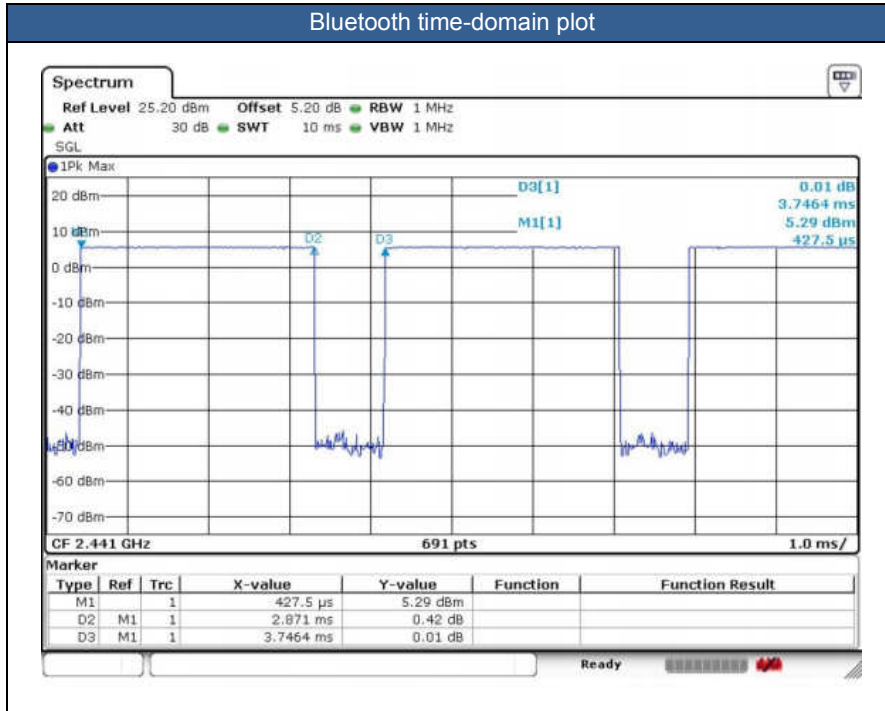 Bluetooth time-domain plot
Spectrum
Ref Level 25.20 dBm Offset 5.20 dB RBW 1 MHz
Att 30 dB SWT 10 ms VBW 1 MHz
SGL
1Pk Max
D3[1] 0.01 dB
3.7464 ms
M1[1] 5.29 dBm
427.5 µs
20 dBm
10 dBm
D2 D3
0 dBm
-10 dBm
-20 dBm
-30 dBm
-40 dBm
-50 dBm
-60 dBm
-70 dBm
CF 2.441 GHz 691 pts 1.0 ms/
Marker
Type Ref Trc X-value Y-value Function Function Result
M1 1 427.5 µs 5.29 dBm
D2 M1 1 2.871 ms 0.42 dB
D3 M1 1 3.7464 ms 0.01 dB
Ready